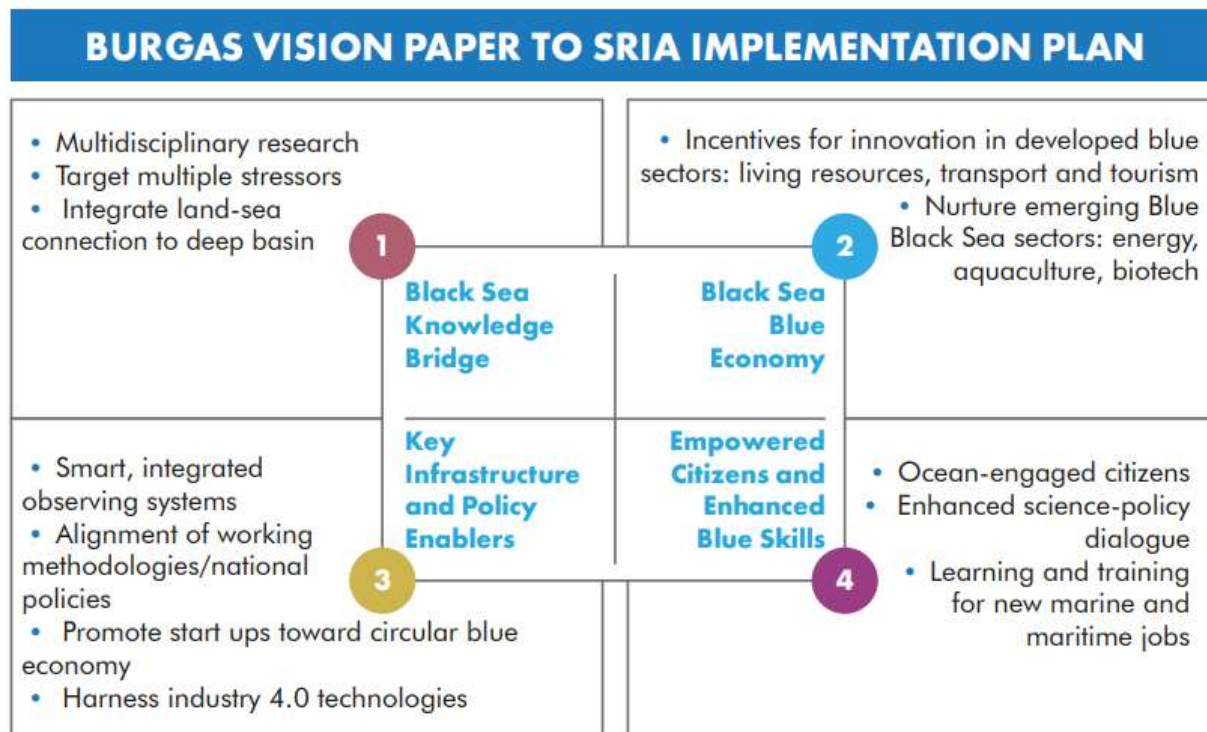 BURGAS VISION PAPER TO SRIA IMPLEMENTATION PLAN
• Multidisciplinary research
• Target multiple stressors
• Integrate land-sea
connection to deep basin
1
Black Sea
Knowledge
Bridge
• Incentives for innovation in developed blue
sectors: living resources, transport and tourism
• Nurture emerging Blue
Black Sea sectors: energy,
aquaculture, biotech
2
Black Sea
Blue
Economy
• Smart, integrated
observing systems
• Alignment of working
methodologies/national
policies
• Promote start ups toward circular blue
economy
• Harness industry 4.0 technologies
3
Key
Infrastructure
and Policy
Enablers
Empowered
Citizens and
Enhanced
Blue Skills
4
• Ocean-engaged citizens
• Enhanced science-policy
dialogue
• Learning and training
for new marine and
maritime jobs